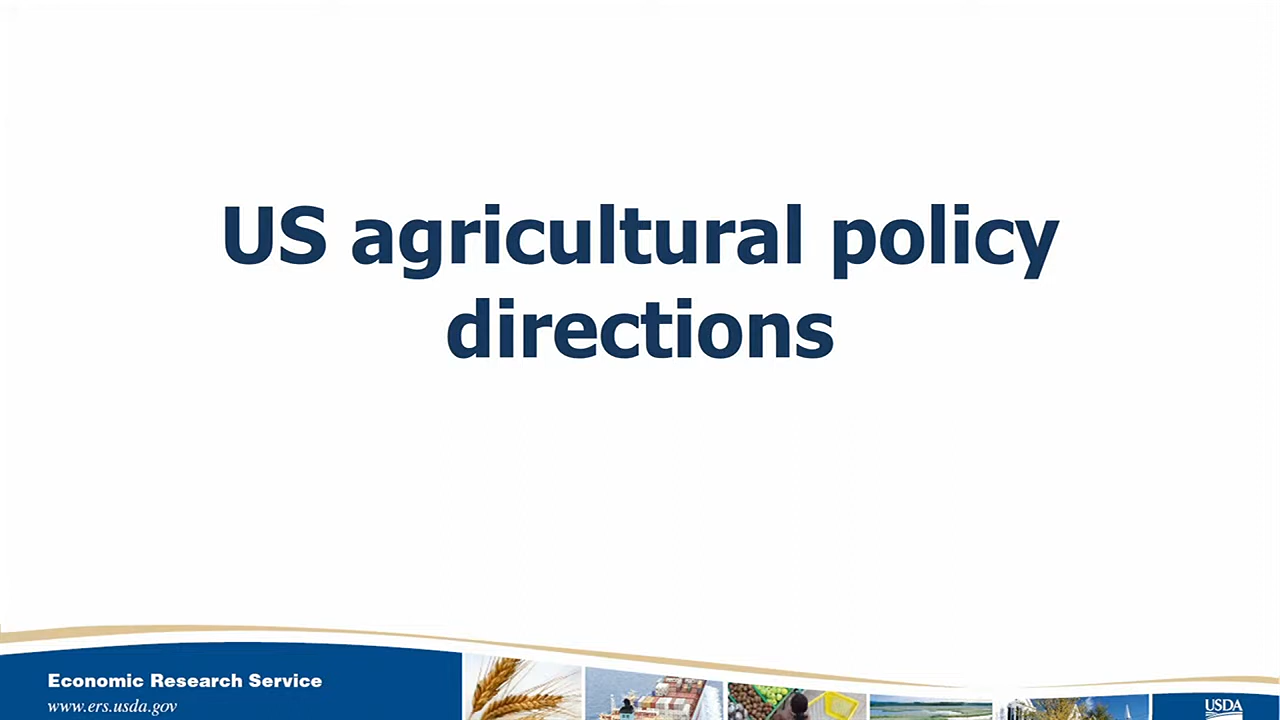 US agricultural policy
directions
Economic Research Service
www.ers.usda.gov
USDA